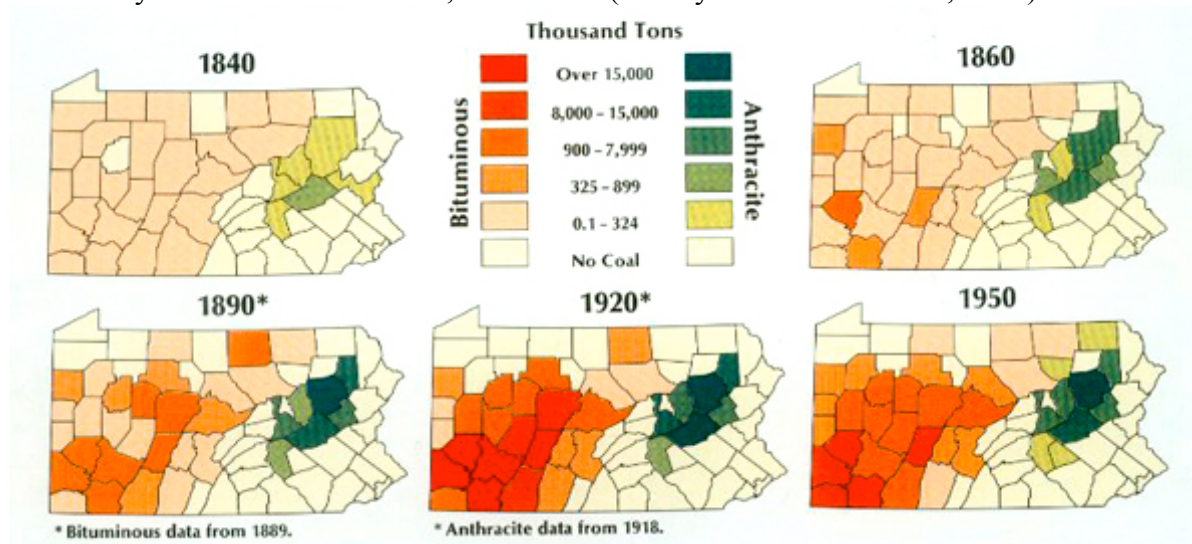 Thousand Tons
1840
1860
Bituminous
Anthracite
Over 15,000
8,000 - 15,000
900 - 7,999
325 - 899
0.1 - 324
No Coal
1890*
1920*
1950
* Bituminous data from 1889.
* Anthracite data from 1918.